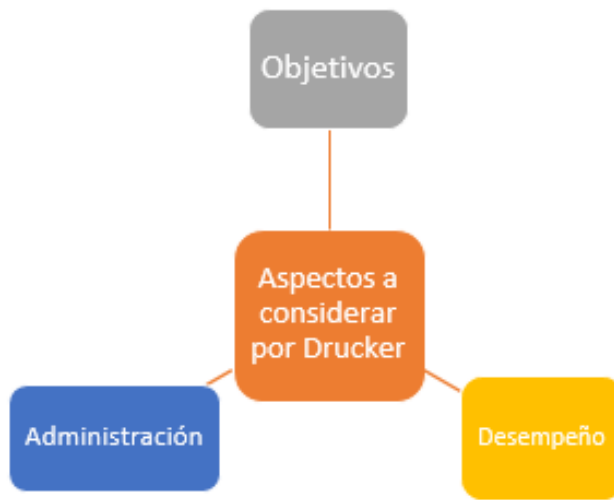 Objetivos
Aspectos a
considerar
por Drucker
Administración
Desempeño